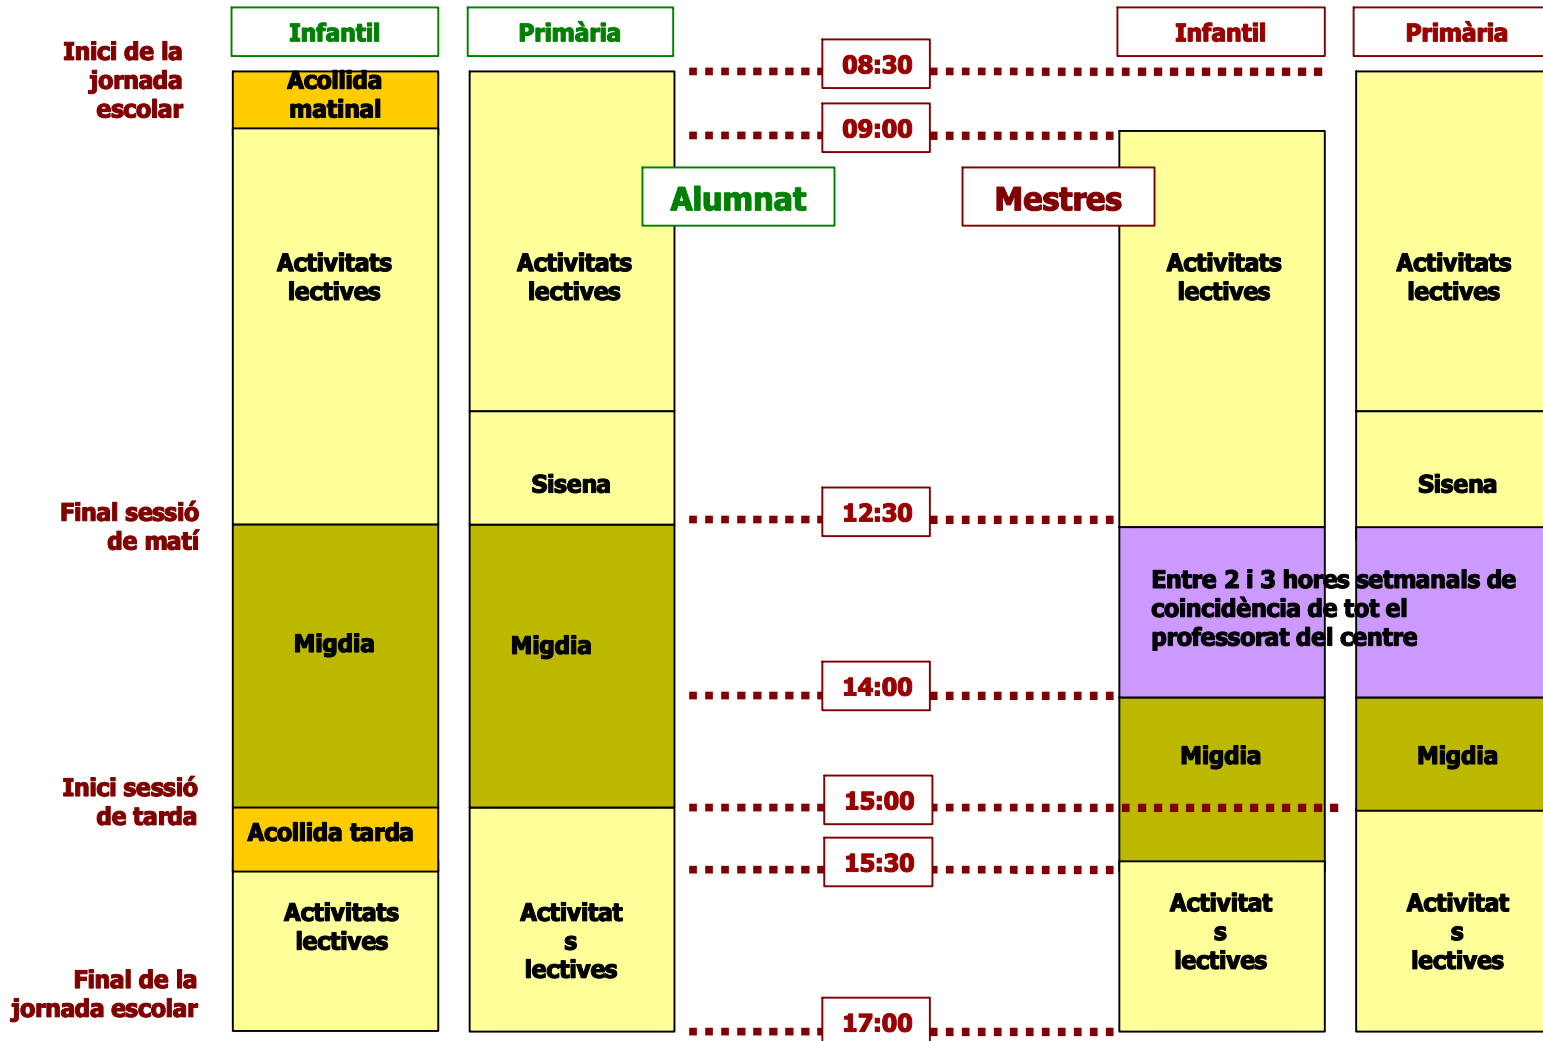 Infantil
Primària
Infantil
Primària
Inici de la
jornada
escolar
Acollida
matinal
08:30
09:00
Alumnat
Mestres
Activitats
lectives
Activitats
lectives
Activitats
lectives
Activitats
lectives
Sisena
Sisena
Final sessió
de matí
12:30
Entre 2 i 3 hores setmanals de
coincidència de tot el
professorat del centre
Migdia
Migdia
14:00
Migdia
Migdia
Inici sessió
de tarda
15:00
Acollida tarda
15:30
Activitats
lectives
Activitat
s
lectives
Activitat
s
lectives
Activitat
s
lectives
Final de la
jornada escolar
17:00